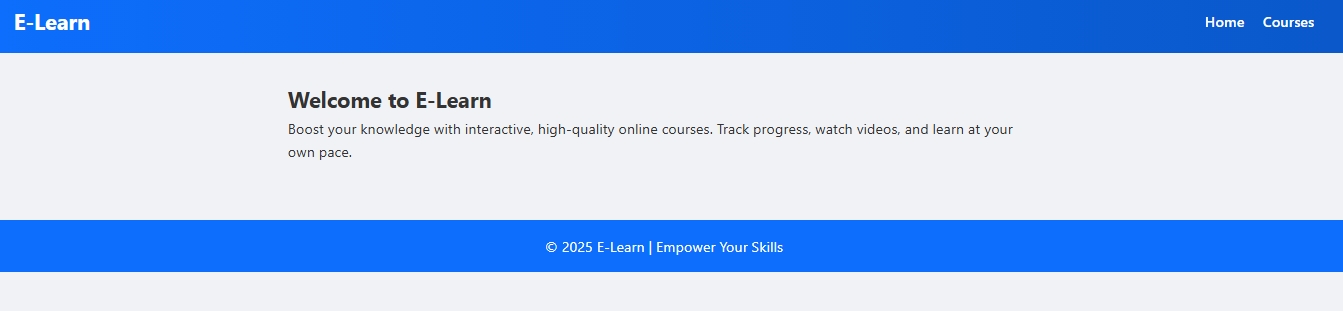 E-Learn
Home Courses
Welcome to E-Learn
Boost your knowledge with interactive, high-quality online courses. Track progress, watch videos, and learn at your
own pace.
© 2025 E-Learn | Empower Your Skills